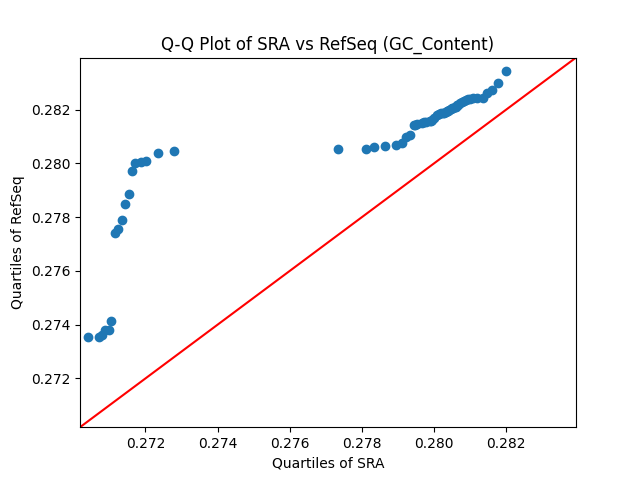 Q-Q Plot of SRA vs RefSeq (GC_Content)
Quartiles of RefSeq
0.282
0.280
0.278
0.276
0.274
0.272
0.272 0.274 0.276 0.278 0.280 0.282
Quartiles of SRA